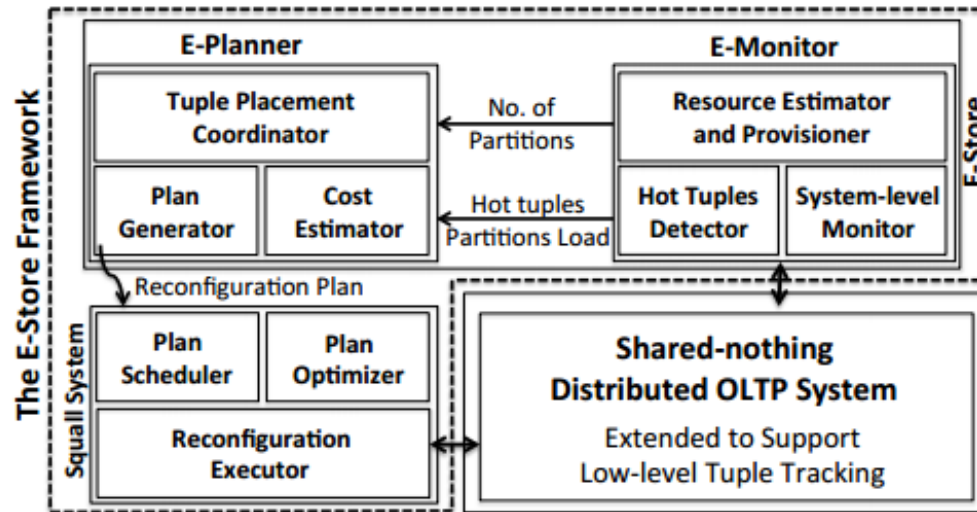 The E-Store Framework
E-Planner
Tuple Placement
Coordinator
Plan
Generator
Cost
Estimator
No. of
Partitions
Hot tuples
Partitions Load
E-Monitor
Resource Estimator
and Provisioner
Hot Tuples
Detector
System-level
Monitor
E-Store
Reconfiguration Plan
Squall System
Plan
Scheduler
Plan
Optimizer
Reconfiguration
Executor
Shared-nothing
Distributed OLTP System
Extended to Support
Low-level Tuple Tracking